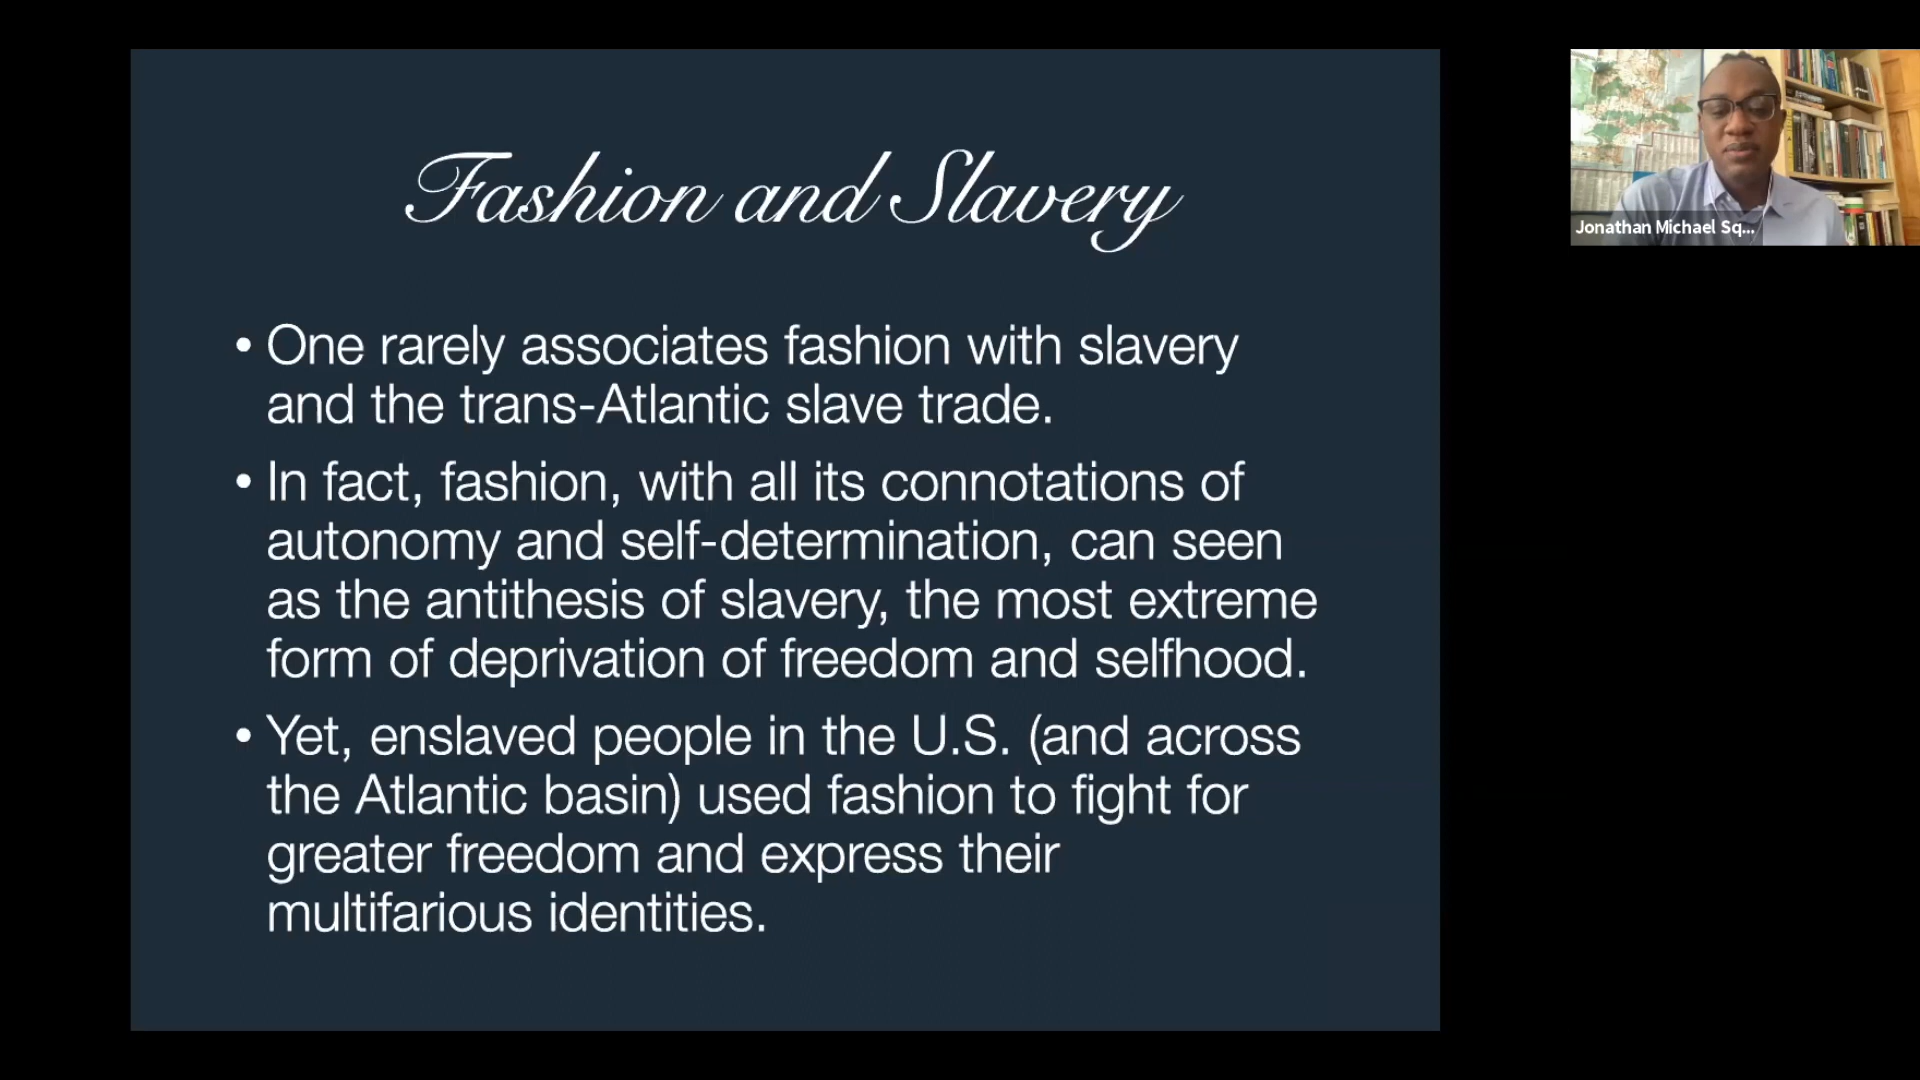 Fashion and Slavery
• One rarely associates fashion with slavery
and the trans-Atlantic slave trade.
• In fact, fashion, with all its connotations of
autonomy and self-determination, can seen
as the antithesis of slavery, the most extreme
form of deprivation of freedom and selfhood.
• Yet, enslaved people in the U.S. (and across
the Atlantic basin) used fashion to fight for
greater freedom and express their
multifarious identities.
Jonathan Michael Sq...